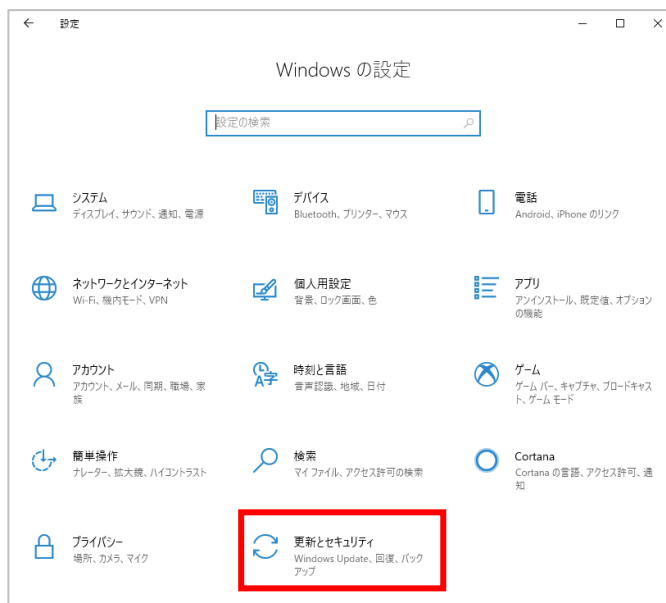 設定
Windows の設定
設定の検索
システム
ディスプレイ、サウンド、通知、電源
デバイス
Bluetooth、プリンター、マウス
電話
Android、iPhone のリンク
ネットワークとインターネット
Wi-Fi、機内モード、VPN
個人用設定
背景、ロック画面、色
アプリ
アンインストール、既定値、オプション
の機能
アカウント
アカウント、メール、同期、職場、家
族
時刻と言語
音声認識、地域、日付
ゲーム
ゲーム バー、キャプチャ、ブロードキャス
ト、ゲーム モード
簡単操作
ナレーター、拡大鏡、ハイコントラスト
検索
マイ ファイル、アクセス許可の検索
Cortana
Cortana の言語、アクセス許可、通
知
プライバシー
場所、カメラ、マイク
更新とセキュリティ
Windows Update、回復、バック
アップ